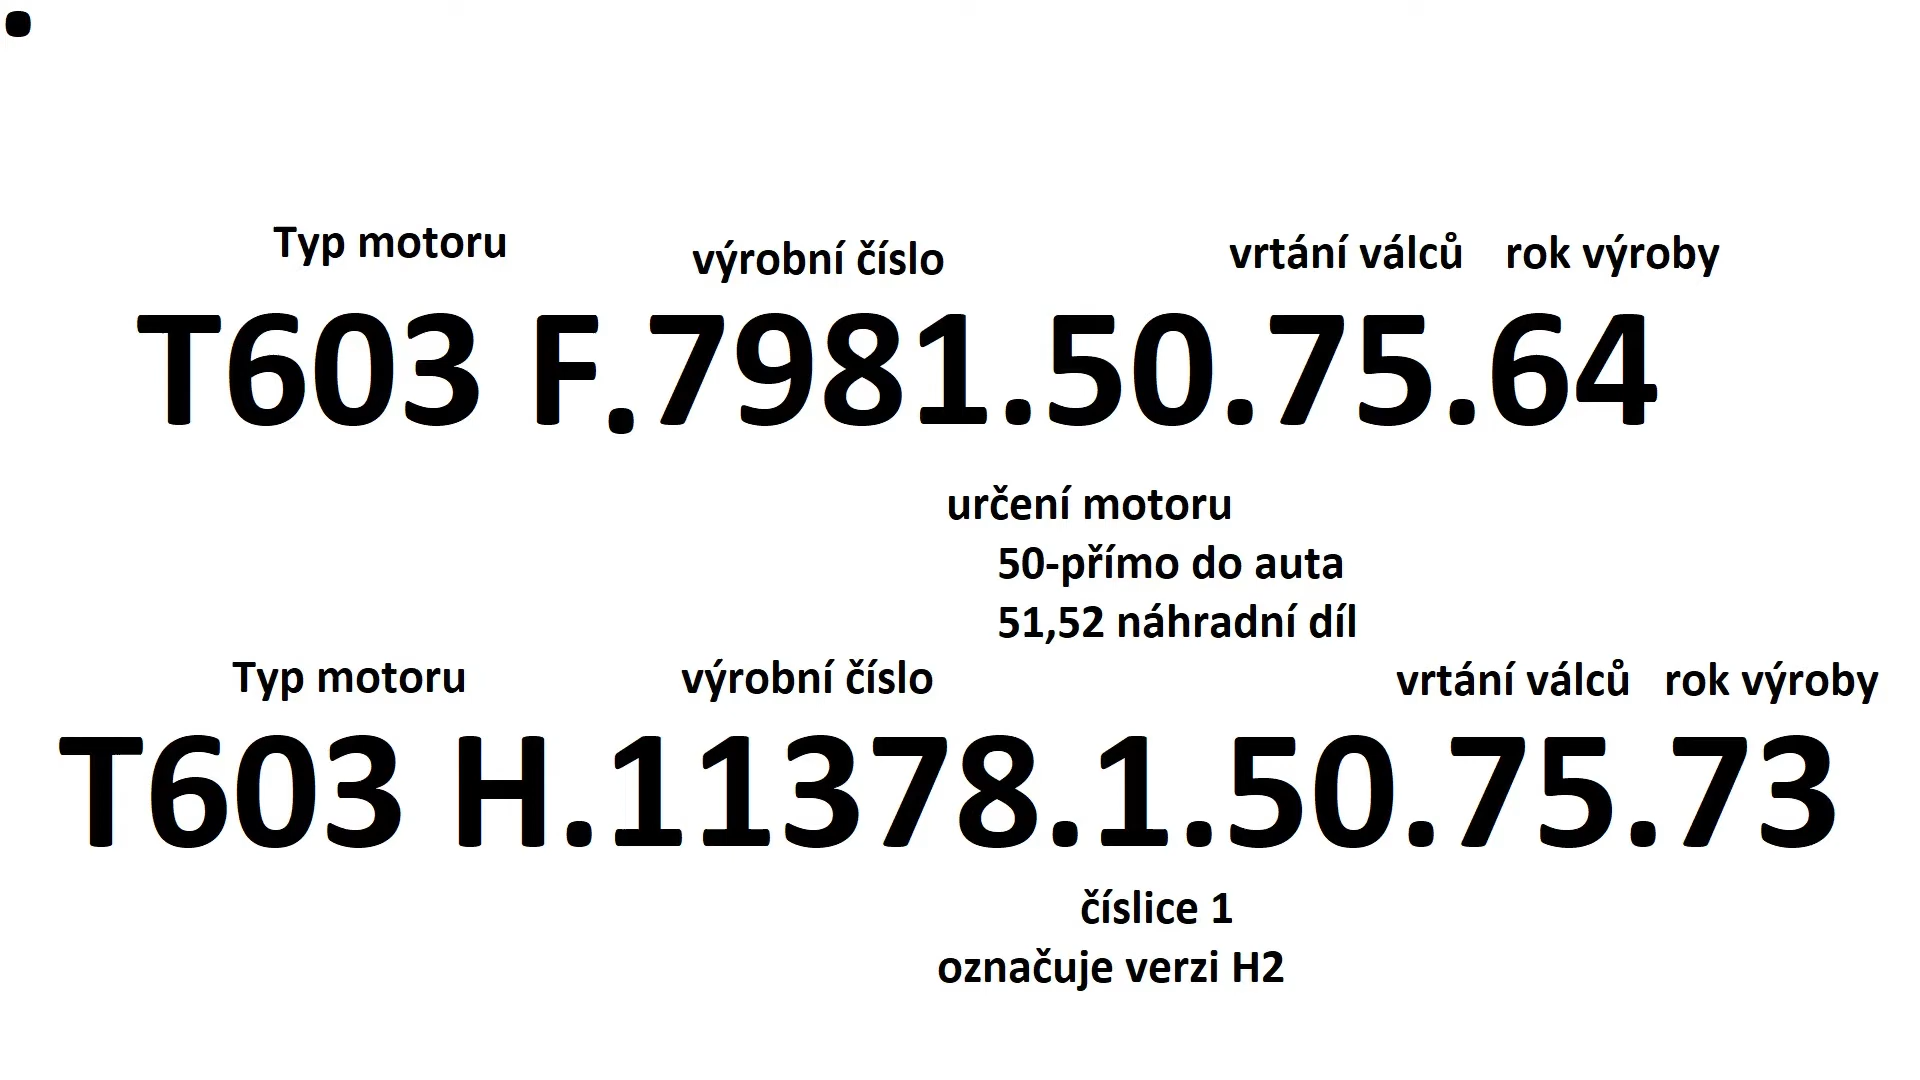 Typ motoru výrobní číslo vrtání válců rok výroby
T603 F.7981.50.75.64
určení motoru
50-přímo do auta
51,52 náhradní díl
Typ motoru výrobní číslo vrtání válců rok výroby
T603 H.11378.1.50.75.73
číslice 1
označuje verzi H2